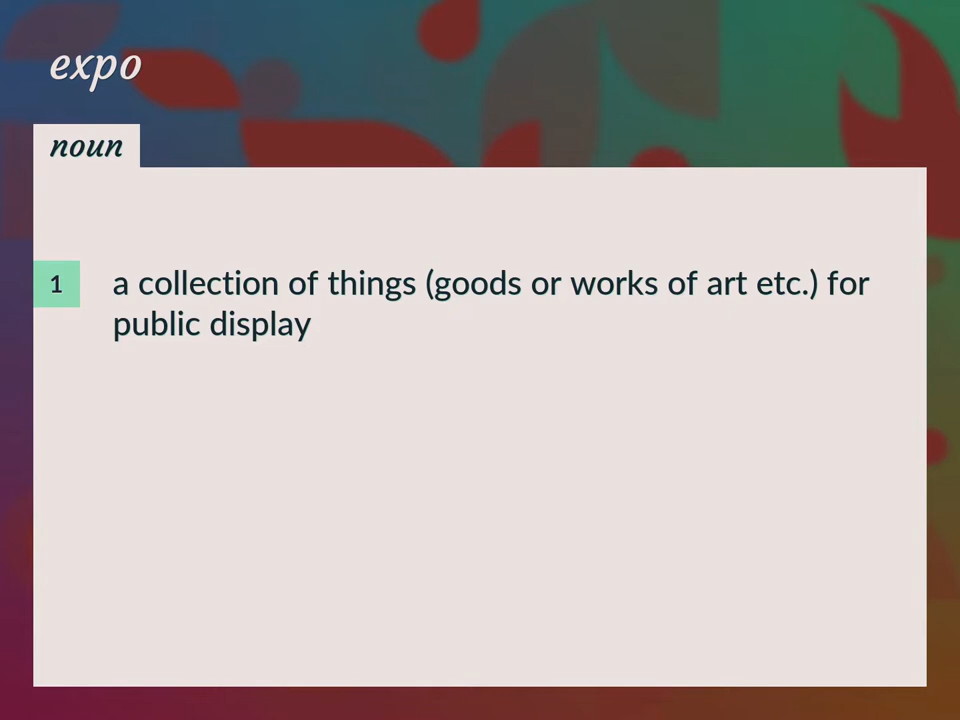 expo
noun
1
a collection of things (goods or works of art etc.) for
public display